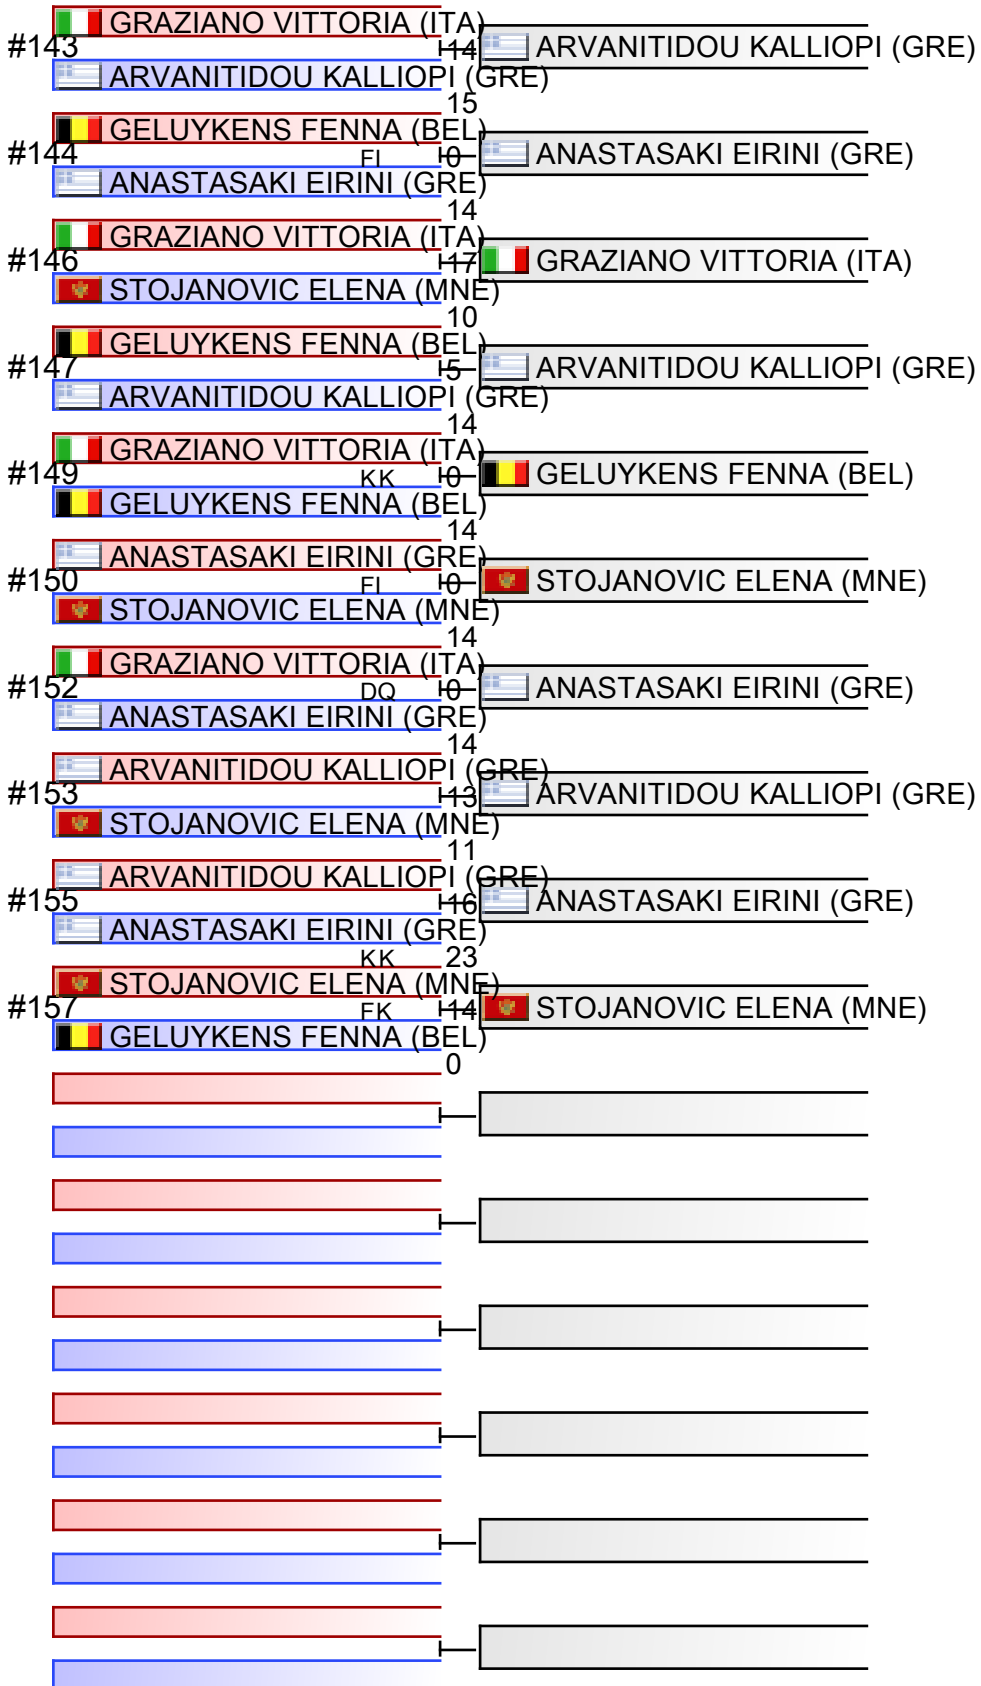 GRAZIANO VITTORIA (ITA)
#143 14 ARVANITIDOU KALLIOPI (GRE)
ARVANITIDOU KALLIOPI (GRE)
15
GELUYKENS FENNA (BEL)
#144 FI 0 ANASTASAKI EIRINI (GRE)
ANASTASAKI EIRINI (GRE)
14
GRAZIANO VITTORIA (ITA)
#146 17 GRAZIANO VITTORIA (ITA)
STOJANOVIC ELENA (MNE)
10
GELUYKENS FENNA (BEL)
#147 5 ARVANITIDOU KALLIOPI (GRE)
ARVANITIDOU KALLIOPI (GRE)
14
GRAZIANO VITTORIA (ITA)
#149 KK 0 GELUYKENS FENNA (BEL)
GELUYKENS FENNA (BEL)
14
ANASTASAKI EIRINI (GRE)
#150 FI 0 STOJANOVIC ELENA (MNE)
STOJANOVIC ELENA (MNE)
14
GRAZIANO VITTORIA (ITA)
#152 DQ 0 ANASTASAKI EIRINI (GRE)
ANASTASAKI EIRINI (GRE)
14
ARVANITIDOU KALLIOPI (GRE)
#153 13 ARVANITIDOU KALLIOPI (GRE)
STOJANOVIC ELENA (MNE)
11
ARVANITIDOU KALLIOPI (GRE)
#155 16 ANASTASAKI EIRINI (GRE)
ANASTASAKI EIRINI (GRE)
KK 23
STOJANOVIC ELENA (MNE)
#157 FK 14 STOJANOVIC ELENA (MNE)
GELUYKENS FENNA (BEL)
0